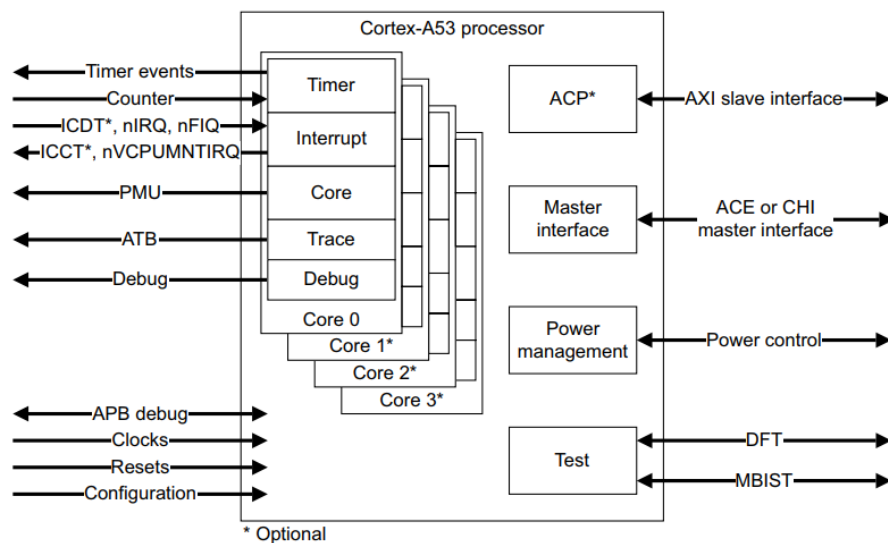 Cortex-A53 processor
Timer events
Counter
ICDT*, nIRQ, nFIQ
ICCT*, nVCPUMNTIRQ
PMU
ATB
Debug
Timer
Interrupt
Core
Trace
Debug
Core 0
Core 1*
Core 2*
Core 3*
APB debug
Clocks
Resets
Configuration
ACP*
AXI slave interface
Master
interface
ACE or CHI
master interface
Power
management
Power control
Test
DFT
MBIST
* Optional